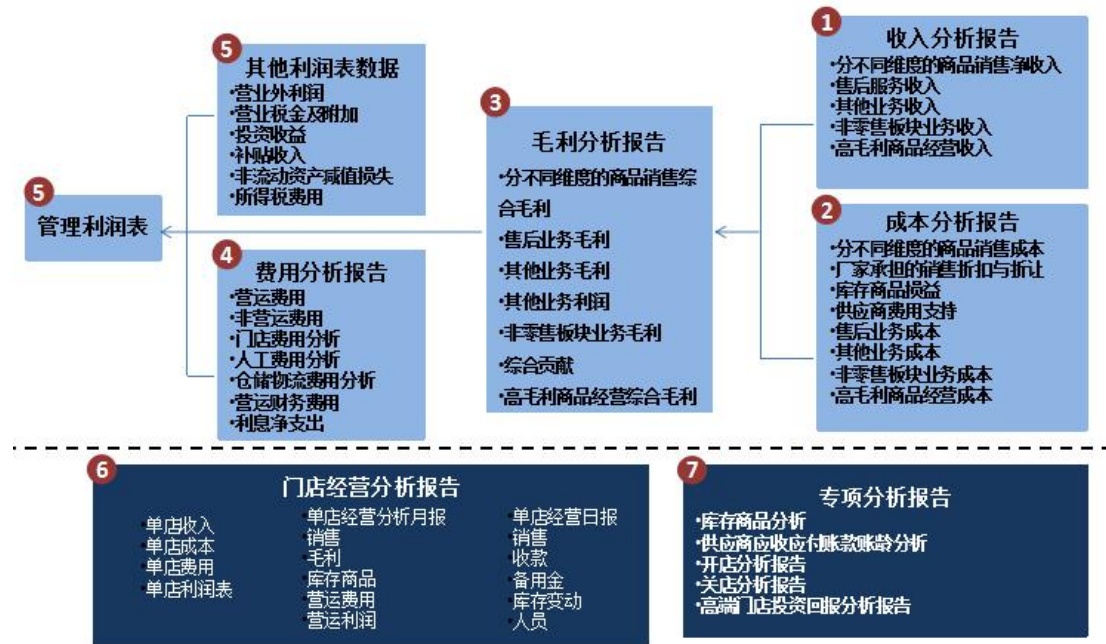 5
其他利润表数据
•营业外利润
•营业税金及附加
•投资收益
•补贴收入
•非流动资产减值损失
•所得税费用
5
管理利润表
4
费用分析报告
•营运费用
•非营运费用
•门店费用分析
•人工费用分析
•仓储物流费用分析
•营运财务费用
•利息净支出
3
毛利分析报告
•分不同维度的商品销售综
合毛利
•售后业务毛利
•其他业务毛利
•其他业务利润
•非零售板块业务毛利
•综合贡献
•高毛利商品经营综合毛利
1
收入分析报告
•分不同维度的商品销售净收入
•售后服务收入
•其他业务收入
•非零售板块业务收入
•高毛利商品经营收入
2
成本分析报告
•分不同维度的商品销售成本
•厂家承担的销售折扣与折让
•库存商品损益
•供应商费用支持
•售后业务成本
•其他业务成本
•非零售板块业务成本
•高毛利商品经营成本
6
门店经营分析报告
•单店收入
•单店成本
•单店费用
•单店利润表
•单店经营分析月报
•销售
•毛利
•库存商品
•营运费用
•营运利润
•单店经营日报
•销售
•收款
•备用金
•库存变动
•人员
7
专项分析报告
•库存商品分析
•供应商应收应付账款账龄分析
•开店分析报告
•关店分析报告
•高端门店投资回报分析报告